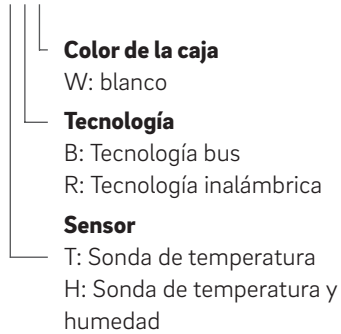 Color de la caja
W: blanco
Tecnología
B: Tecnología bus
R: Tecnología inalámbrica
Sensor
T: Sonda de temperatura
H: Sonda de temperatura y
humedad